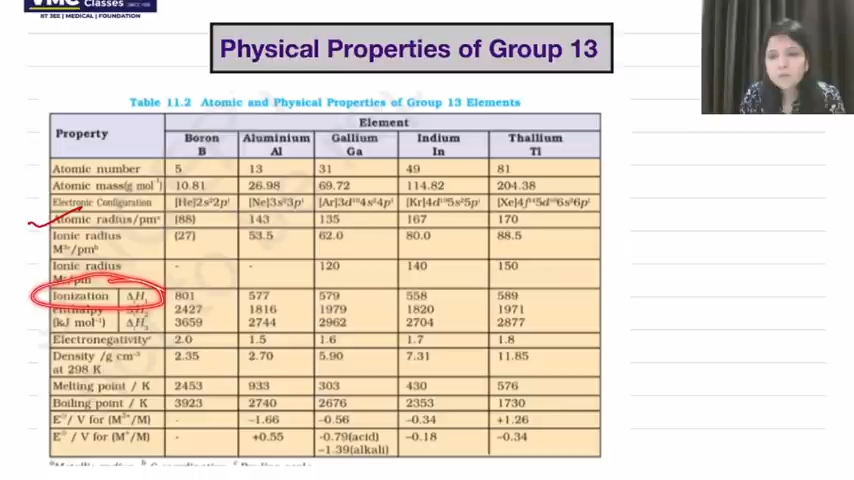 VMC Classes
IIT JEE | MEDICAL | FOUNDATION
Physical Properties of Group 13
Table 11.2 Atomic and Physical Properties of Group 13 Elements
Property Element
Boron B Aluminium Al Gallium Ga Indium In Thallium Tl
Atomic number 5 13 31 49 81
Atomic mass(g mol⁻¹) 10.81 26.98 69.72 114.82 204.38
Electronic Configuration [He]2s²2p¹ [Ne]3s²3p¹ [Ar]3d¹⁰4s²4p¹ [Kr]4d¹⁰5s²5p¹ [Xe]4f¹⁴5d¹⁰6s²6p¹
Atomic radius/pmᵃ (88) 143 135 167 170
Ionic radius M³⁺/pmᵇ (27) 53.5 62.0 80.0 88.5
Ionic radius M⁺/pm - - 120 140 150
Ionization ΔᵢH₁ 801 577 579 558 589
enthalpy ΔᵢH₂ 2427 1816 1979 1820 1971
(kJ mol⁻¹) ΔᵢH₃ 3659 2744 2962 2704 2877
Electronegativityᶜ 2.0 1.5 1.6 1.7 1.8
Density /g cm⁻³ at 298 K 2.35 2.70 5.90 7.31 11.85
Melting point / K 2453 933 303 430 576
Boiling point / K 3923 2740 2676 2353 1730
E⊖/ V for (M³⁺/M) - –1.66 –0.56 –0.34 +1.26
E⊖/ V for (M⁺/M) - +0.55 -0.79(acid) -0.18 –0.34
–1.39(alkali)